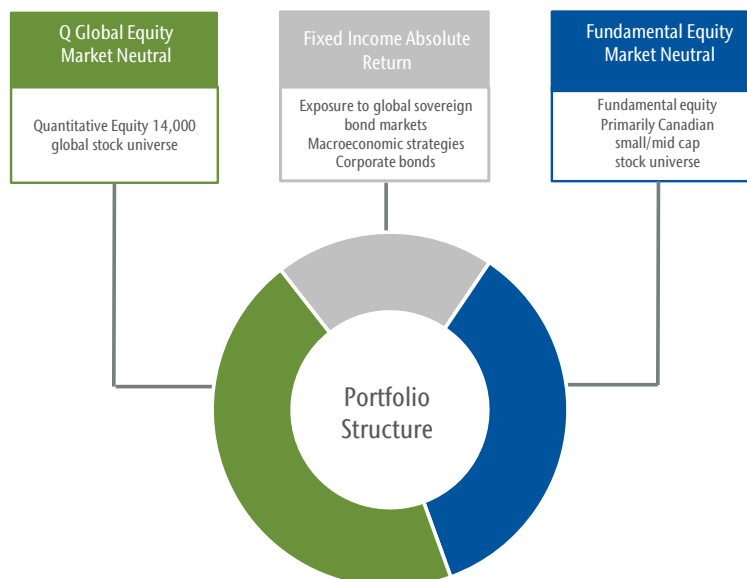 Q Global Equity
Market Neutral
Quantitative Equity 14,000
global stock universe
Fixed Income Absolute
Return
Exposure to global sovereign
bond markets
Macroeconomic strategies
Corporate bonds
Fundamental Equity
Market Neutral
Fundamental equity
Primarily Canadian
small/mid cap
stock universe
Portfolio
Structure